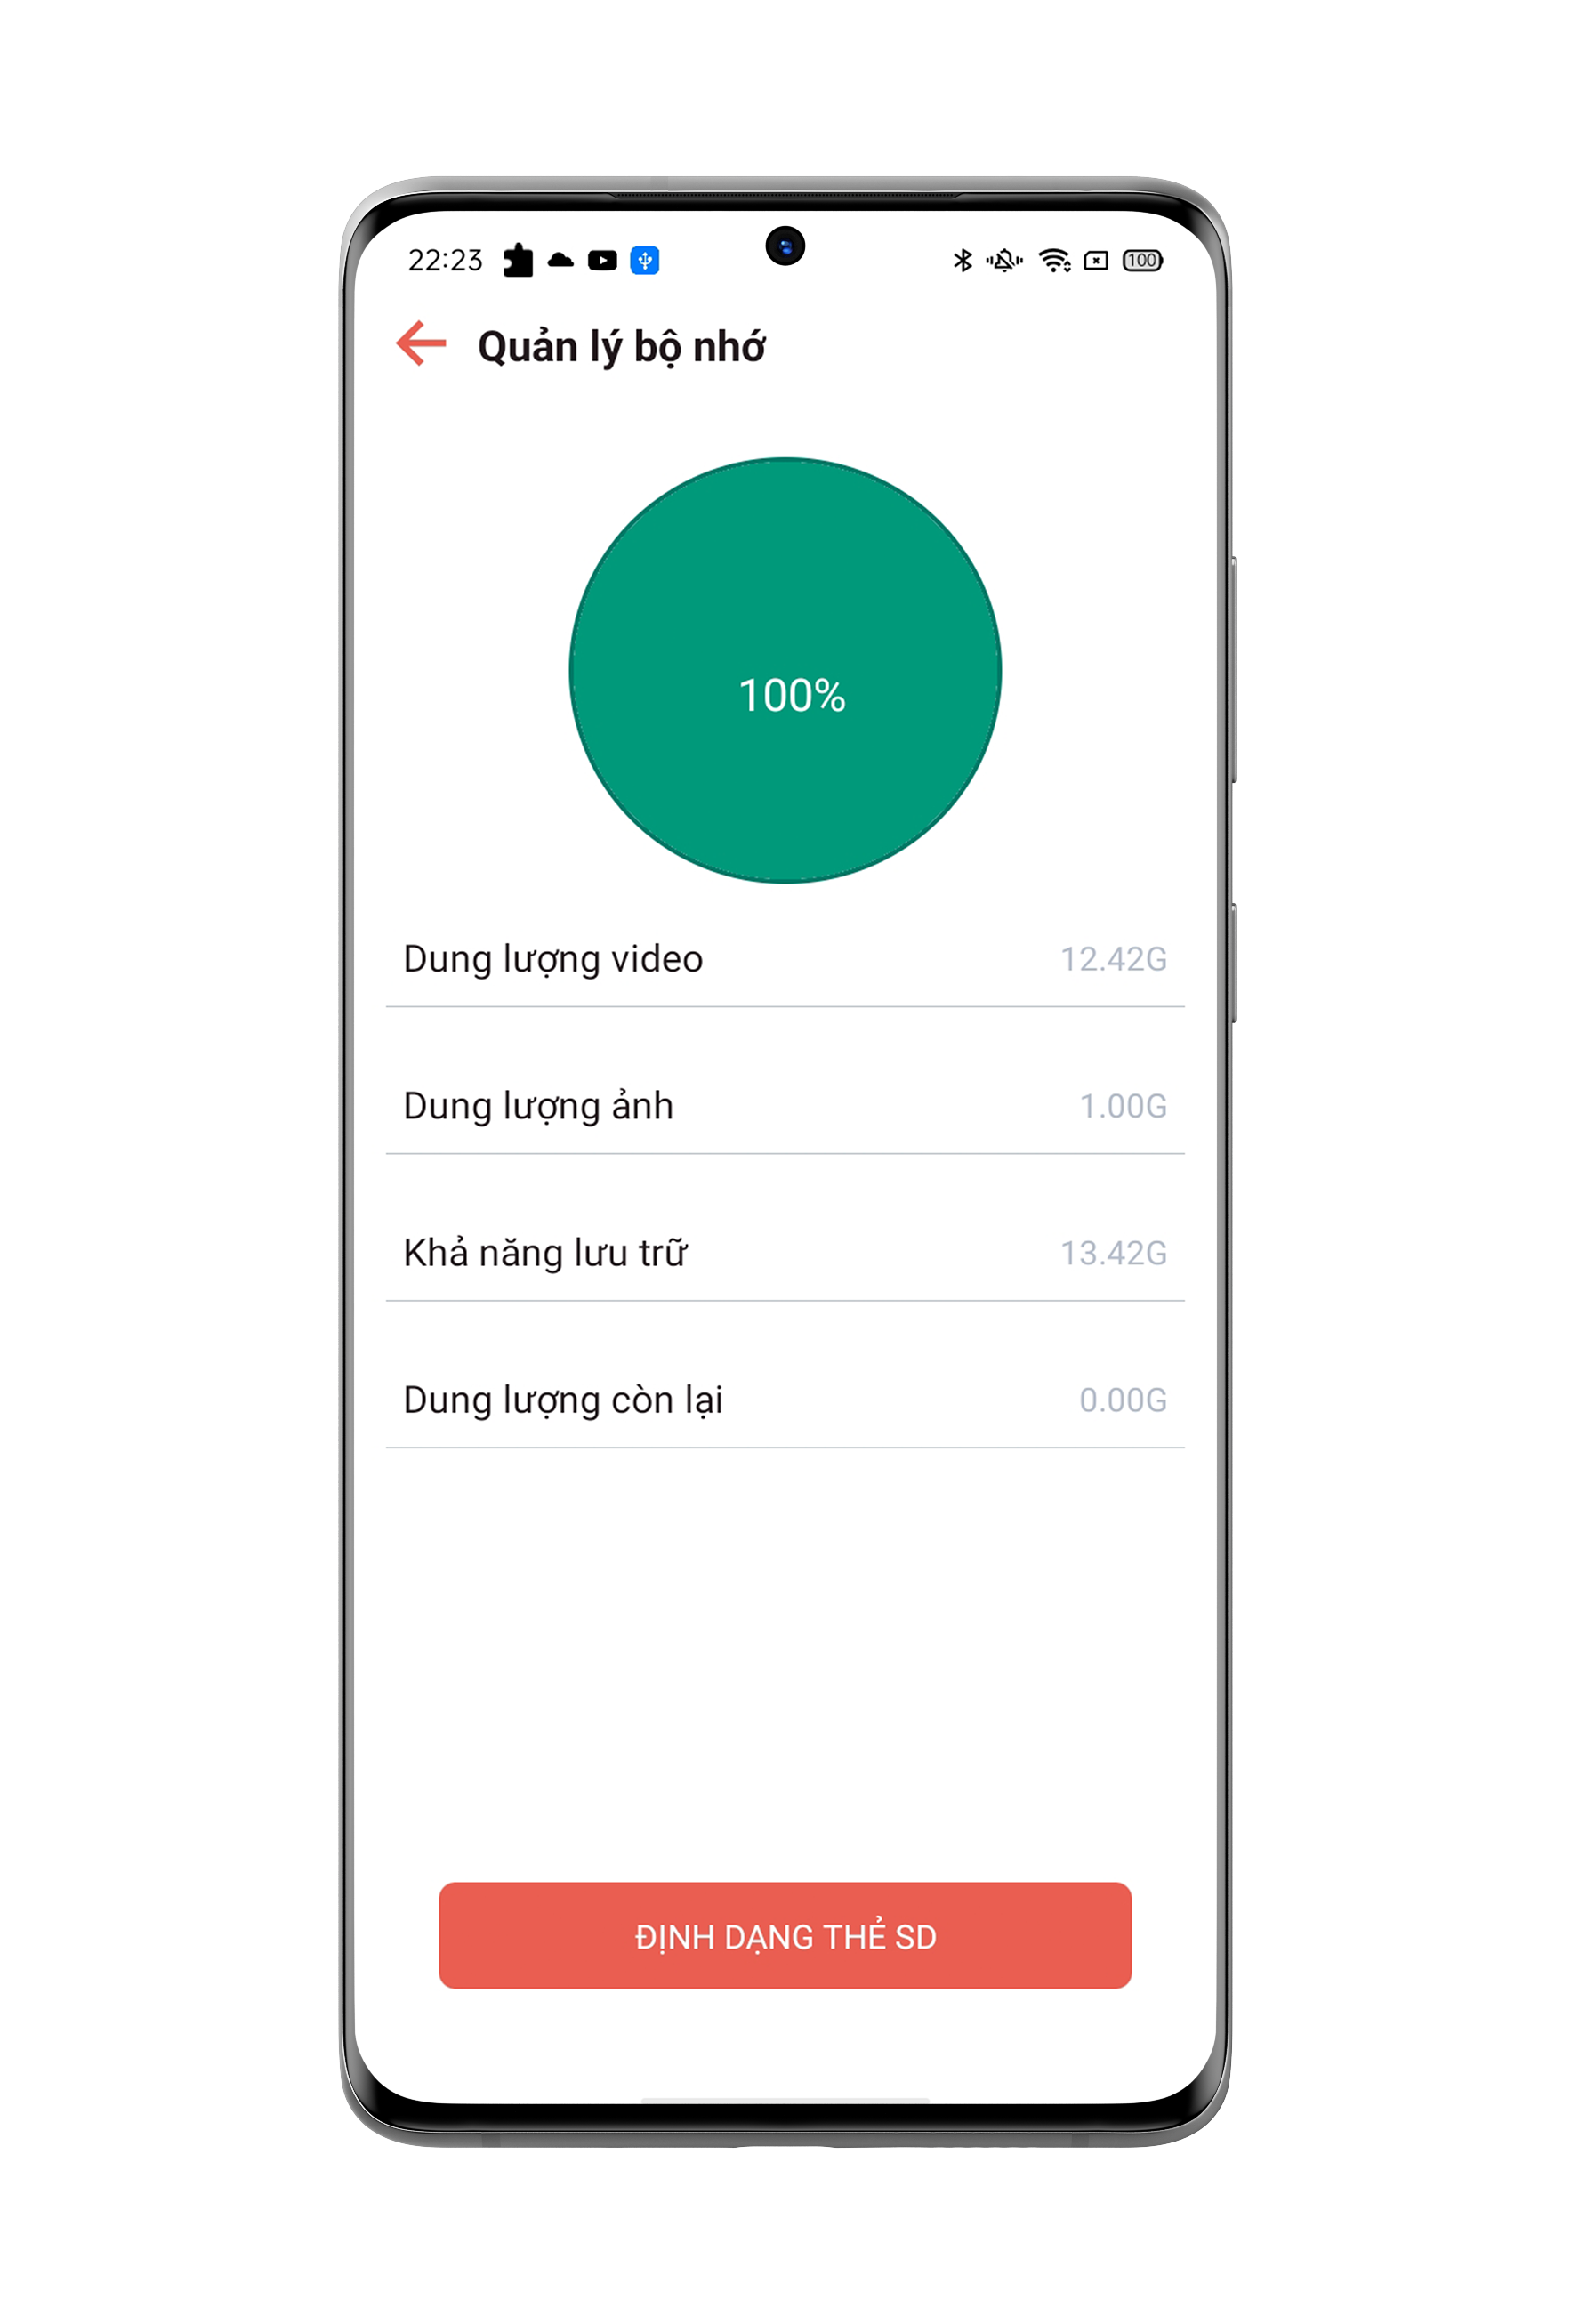 22:23
100
Quản lý bộ nhớ
100%
Dung lượng video 12.42G
Dung lượng ảnh 1.00G
Khả năng lưu trữ 13.42G
Dung lượng còn lại 0.00G
ĐỊNH DẠNG THẺ SD